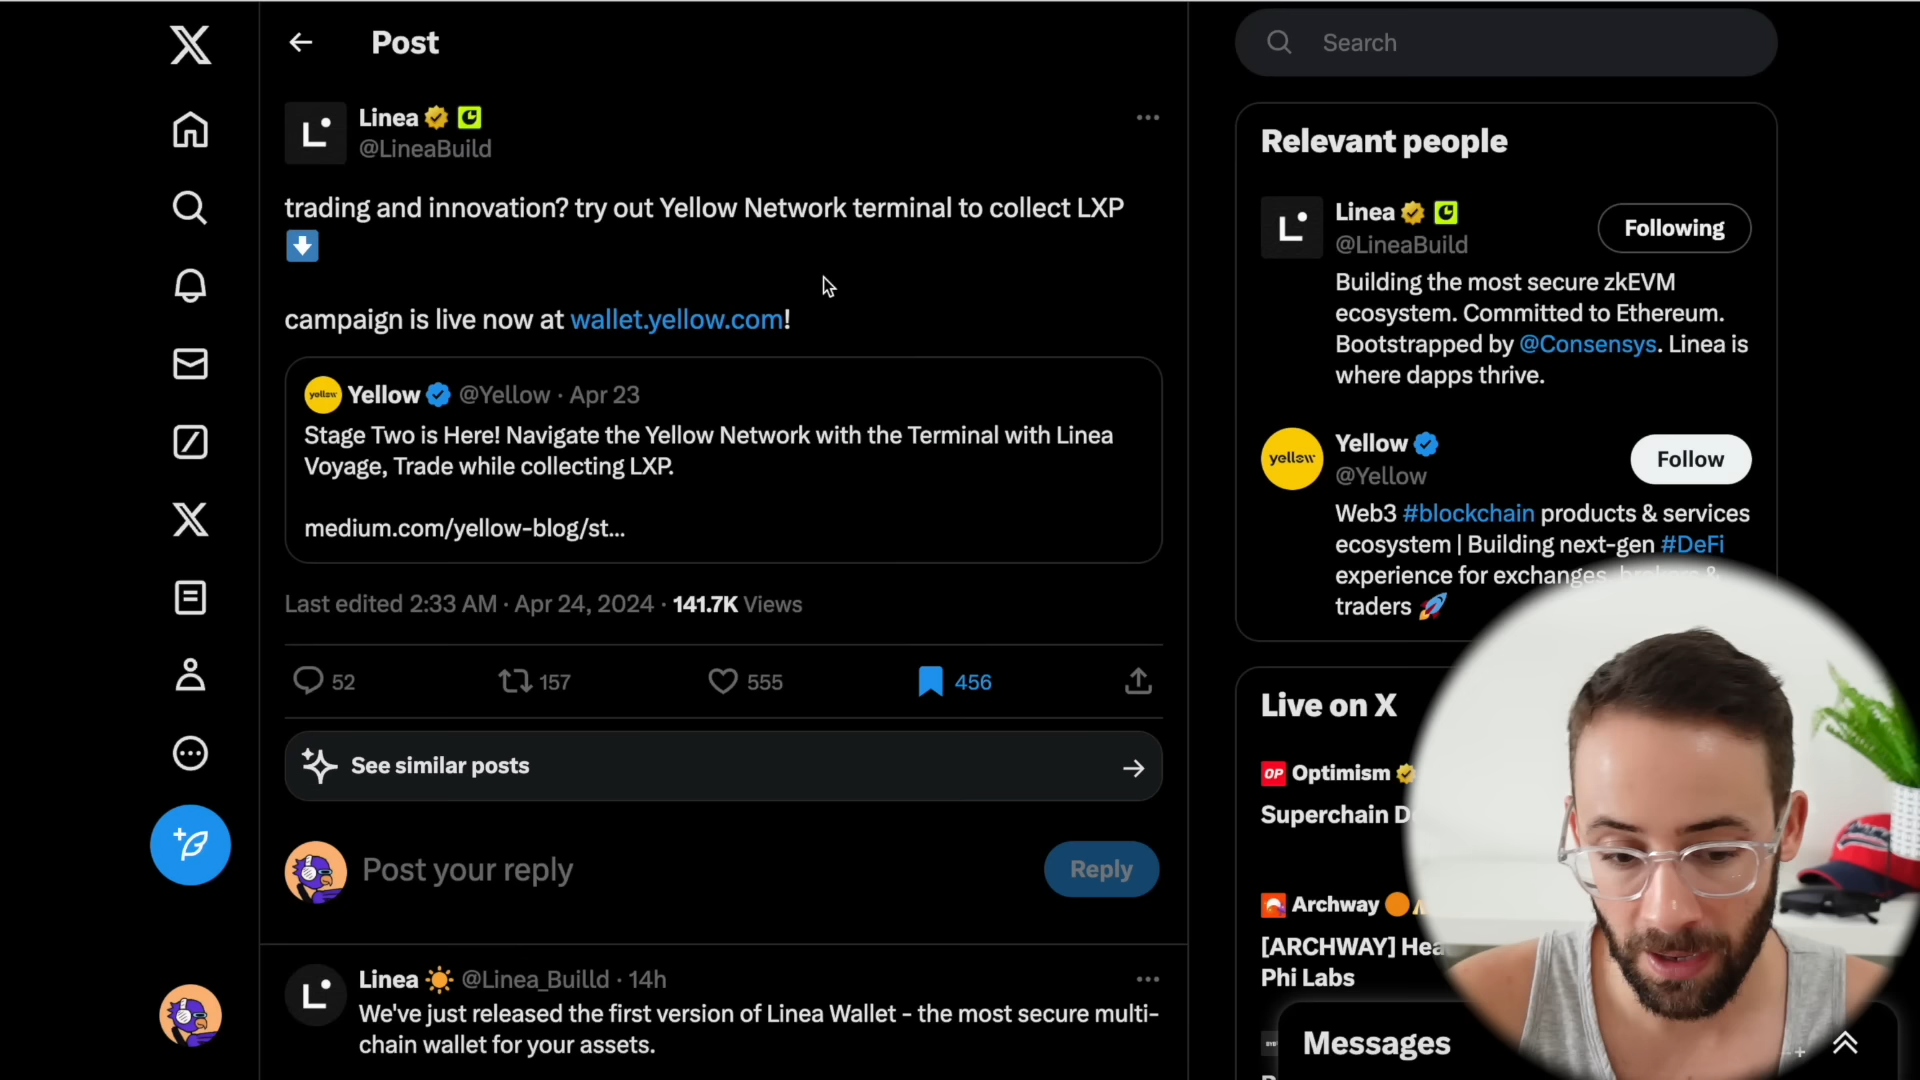 Post
Search
Linea
@LineaBuild
trading and innovation? try out Yellow Network terminal to collect LXP
campaign is live now at wallet.yellow.com!
yellow Yellow @Yellow · Apr 23
Stage Two is Here! Navigate the Yellow Network with the Terminal with Linea
Voyage, Trade while collecting LXP.
medium.com/yellow-blog/st...
Last edited 2:33 AM · Apr 24, 2024 · 141.7K Views
52 157 555 456
See similar posts
Post your reply
Reply
Linea @Linea_Builld · 14h
We've just released the first version of Linea Wallet - the most secure multi-
chain wallet for your assets.
Relevant people
Linea
@LineaBuild
Following
Building the most secure zkEVM
ecosystem. Committed to Ethereum.
Bootstrapped by @Consensys. Linea is
where dapps thrive.
yellow
Yellow
@Yellow
Follow
Web3 #blockchain products & services
ecosystem | Building next-gen #DeFi
experience for exchanges, brokers &
traders
Live on X
OP Optimism
Superchain D
Archway
[ARCHWAY] Hea
Phi Labs
Messages